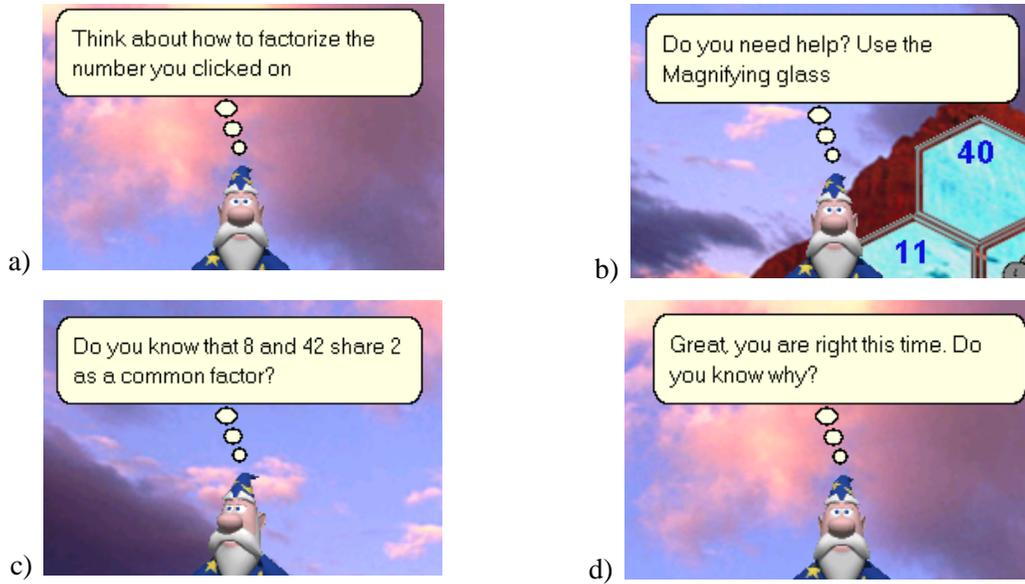 Think about how to factorize the
number you clicked on
a)
Do you need help? Use the
Magnifying glass
40
11
b)
Do you know that 8 and 42 share 2
as a common factor?
c)
Great, you are right this time. Do
you know why?
d)